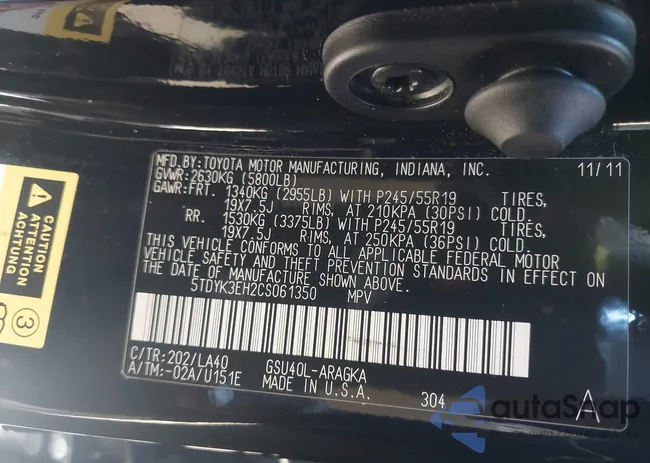 MFD.BY:TOYOTA MOTOR MANUFACTURING, INDIANA, INC. 11/11
GVWR:2630KG (5800LB)
GAWR:FRT. 1340KG (2955LB) WITH P245/55R19 TIRES,
19X7.5J RIMS, AT 210KPA (30PSI) COLD.
RR. 1530KG (3375LB) WITH P245/55R19 TIRES,
19X7.5J RIMS, AT 250KPA (36PSI) COLD.
THIS VEHICLE CONFORMS TO ALL APPLICABLE FEDERAL MOTOR
VEHICLE SAFETY AND THEFT PREVENTION STANDARDS IN EFFECT ON
THE DATE OF MANUFACTURE SHOWN ABOVE.
5TDYK3EH2CS061350 MPV
C/TR:202/LA40 GSU40L-ARAGKA
A/TM:-02A/U151E MADE IN U.S.A. 304 A
CAUTION
ATTENTION
ACHTUNG
3
autoSnap